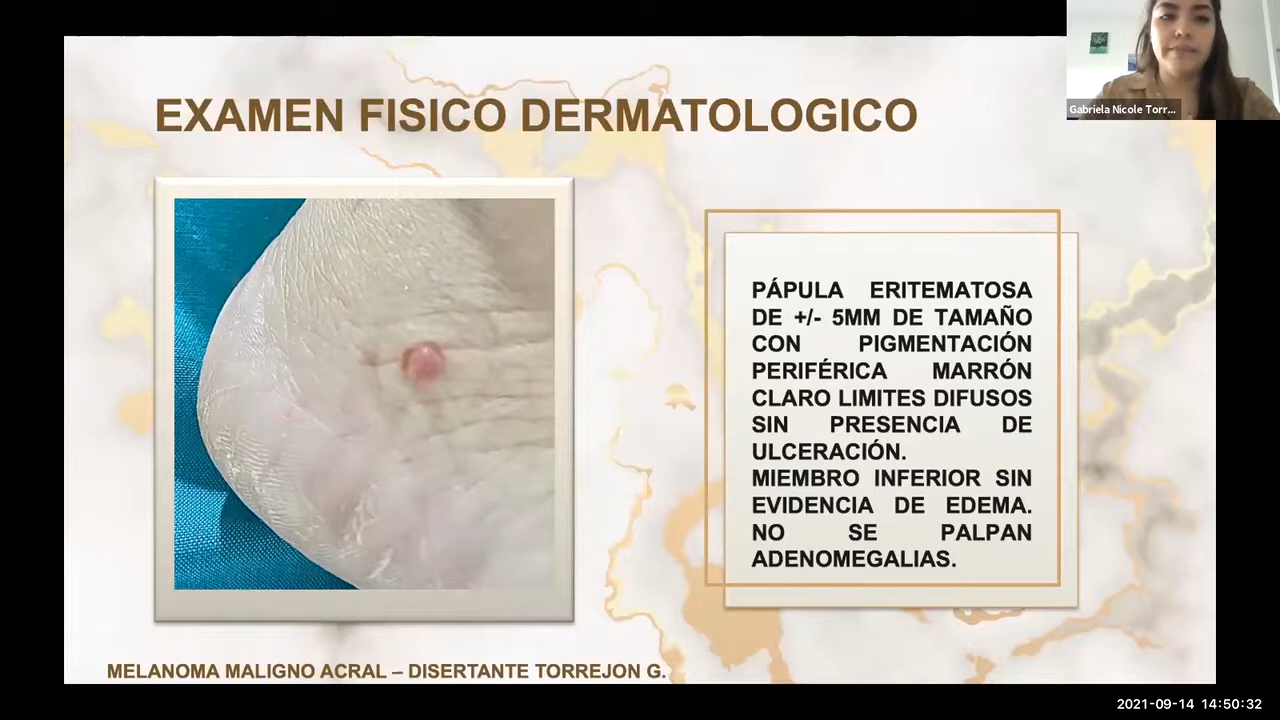 EXAMEN FISICO DERMATOLOGICO
Gabriela Nicole Torr...
PÁPULA ERITEMATOSA
DE +/- 5MM DE TAMAÑO
CON PIGMENTACIÓN
PERIFÉRICA MARRÓN
CLARO LIMITES DIFUSOS
SIN PRESENCIA DE
ULCERACIÓN.
MIEMBRO INFERIOR SIN
EVIDENCIA DE EDEMA.
NO SE PALPAN
ADENOMEGALIAS.
MELANOMA MALIGNO ACRAL – DISERTANTE TORREJON G.
2021-09-14 14:50:32